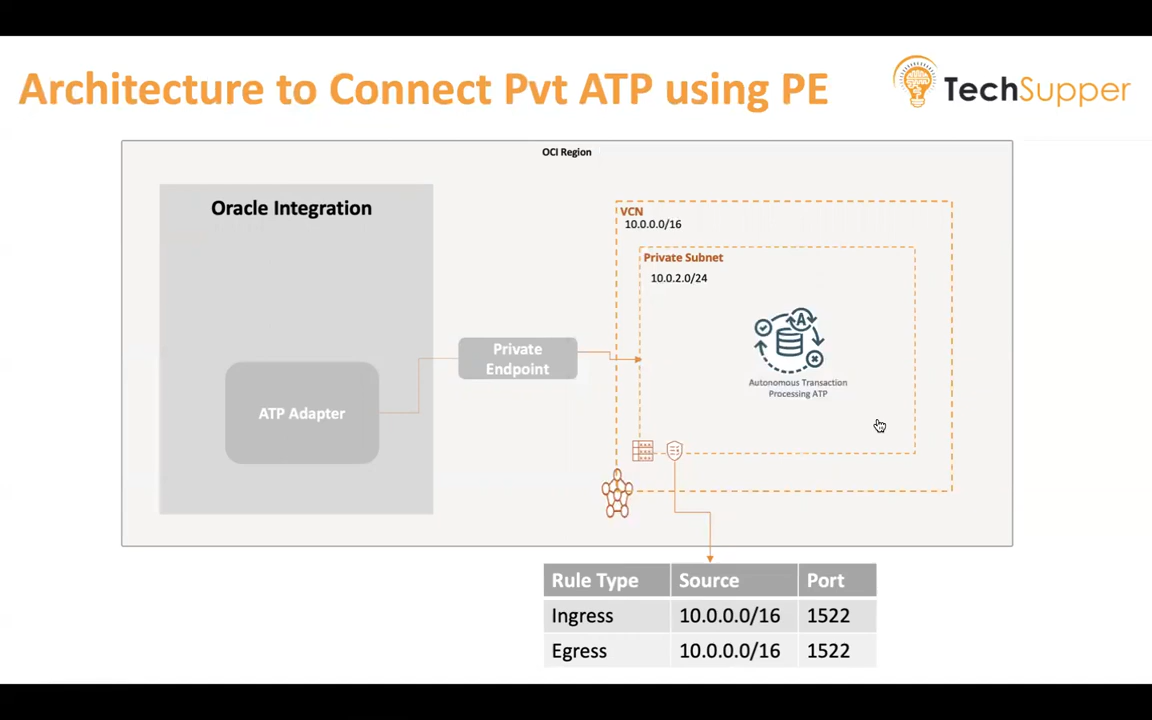 Architecture to Connect Pvt ATP using PE
TechSupper
OCI Region
Oracle Integration
VCN
10.0.0.0/16
Private Subnet
10.0.2.0/24
Private
Endpoint
ATP Adapter
A
Autonomous Transaction
Processing ATP
Rule Type Source Port
Ingress 10.0.0.0/16 1522
Egress 10.0.0.0/16 1522